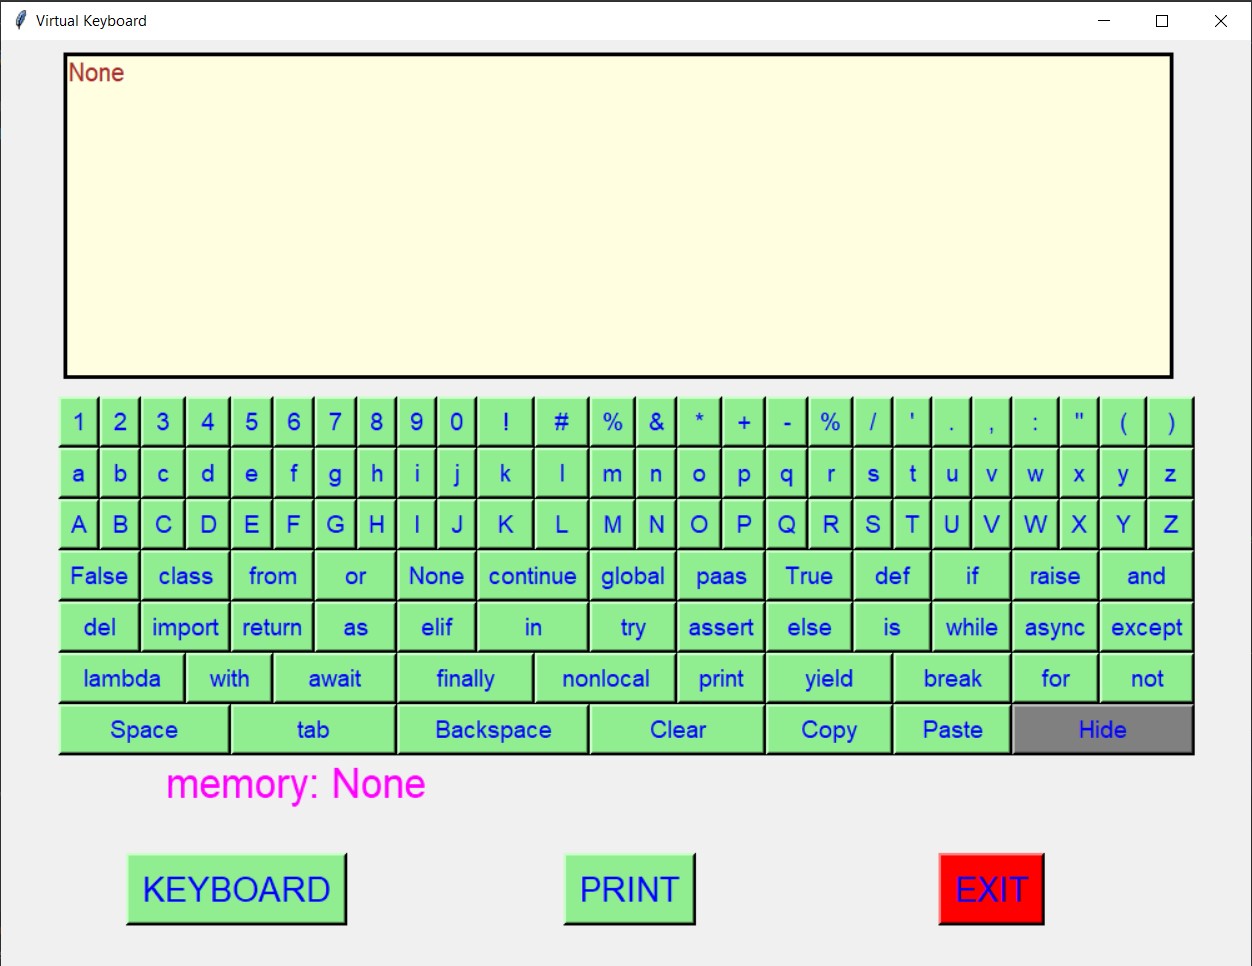 Virtual Keyboard
None
1 2 3 4 5 6 7 8 9 0 ! # % & * + - % / ' . , : " ( )
a b c d e f g h i j k l m n o p q r s t u v w x y z
A B C D E F G H I J K L M N O P Q R S T U V W X Y Z
False class from or None continue global paas True def if raise and
del import return as elif in try assert else is while async except
lambda with await finally nonlocal print yield break for not
Space tab Backspace Clear Copy Paste Hide
memory: None
KEYBOARD PRINT EXIT